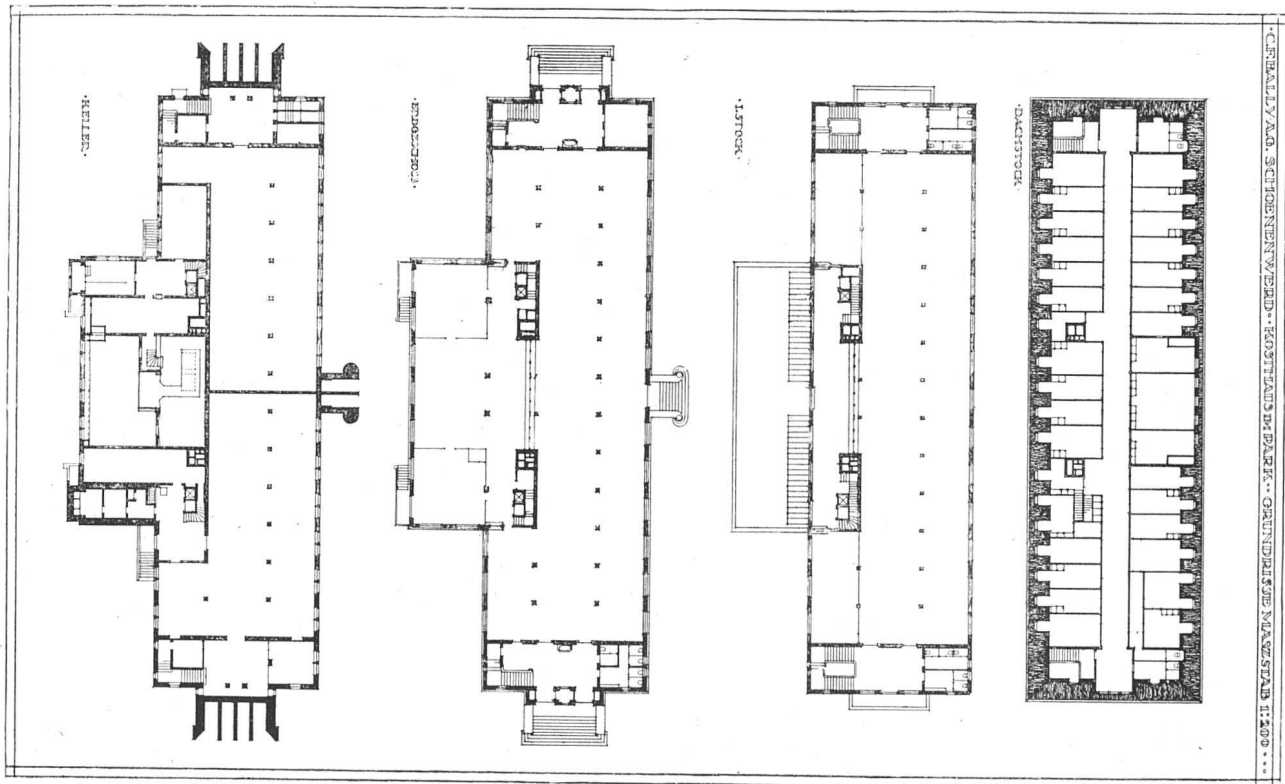 ·C.F.BALLY A.G. SCHOENENWERD· KOSTHAUS IM PARK·· GRUNDRISSE MASZSTAB 1:200···
·KELLER·
·ERDGESCHOSS·
·I.STOCK·
·DACHSTOCK·